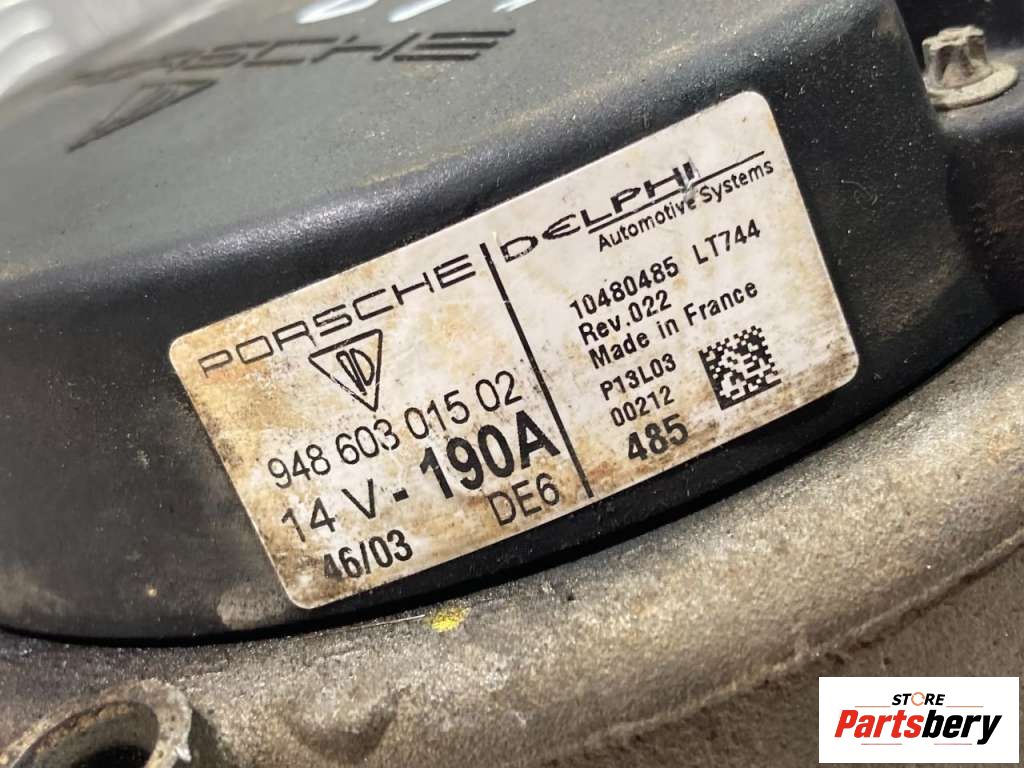 PORSCHE
PORSCHE
948 603 015 02
14 V - 190A
46/03 DE6
DELPHI
Automotive Systems
10480485 LT744
Rev.022
Made in France
P13L03
00212
485
STORE
Partsbery